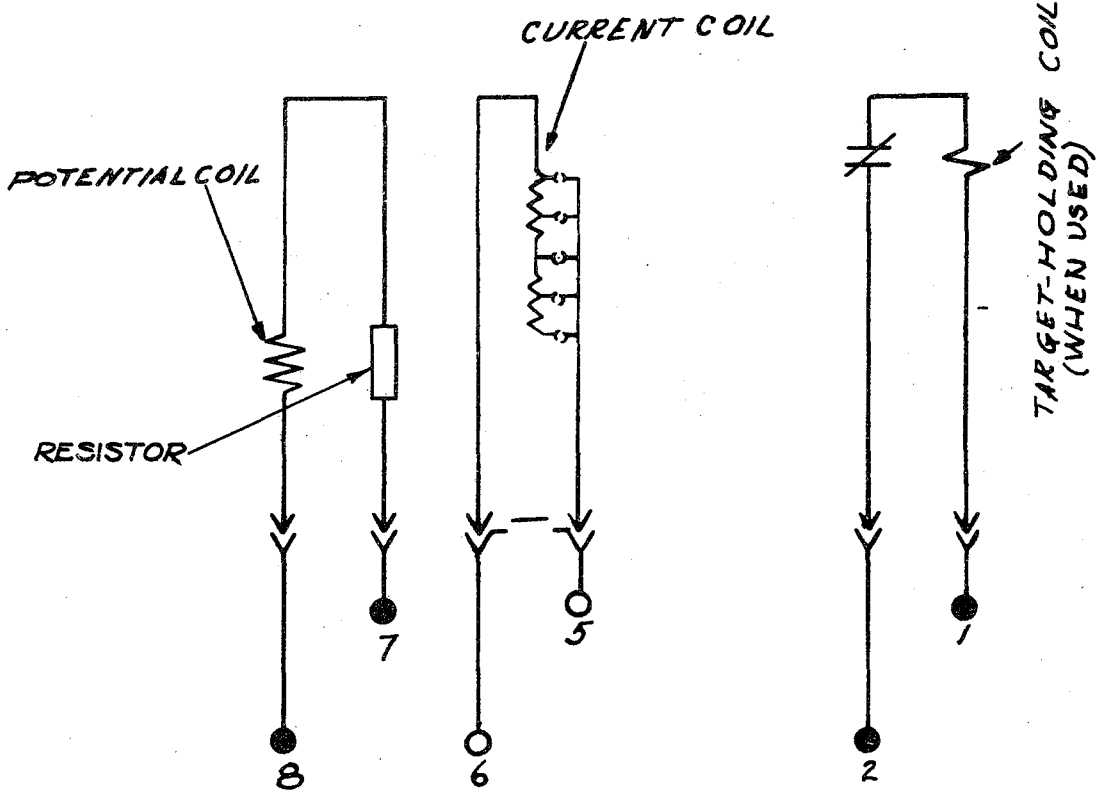 CURRENT COIL
POTENTIAL COIL
RESISTOR
TARGET-HOLDING COIL
(WHEN USED)
7
5
1
8
6
2